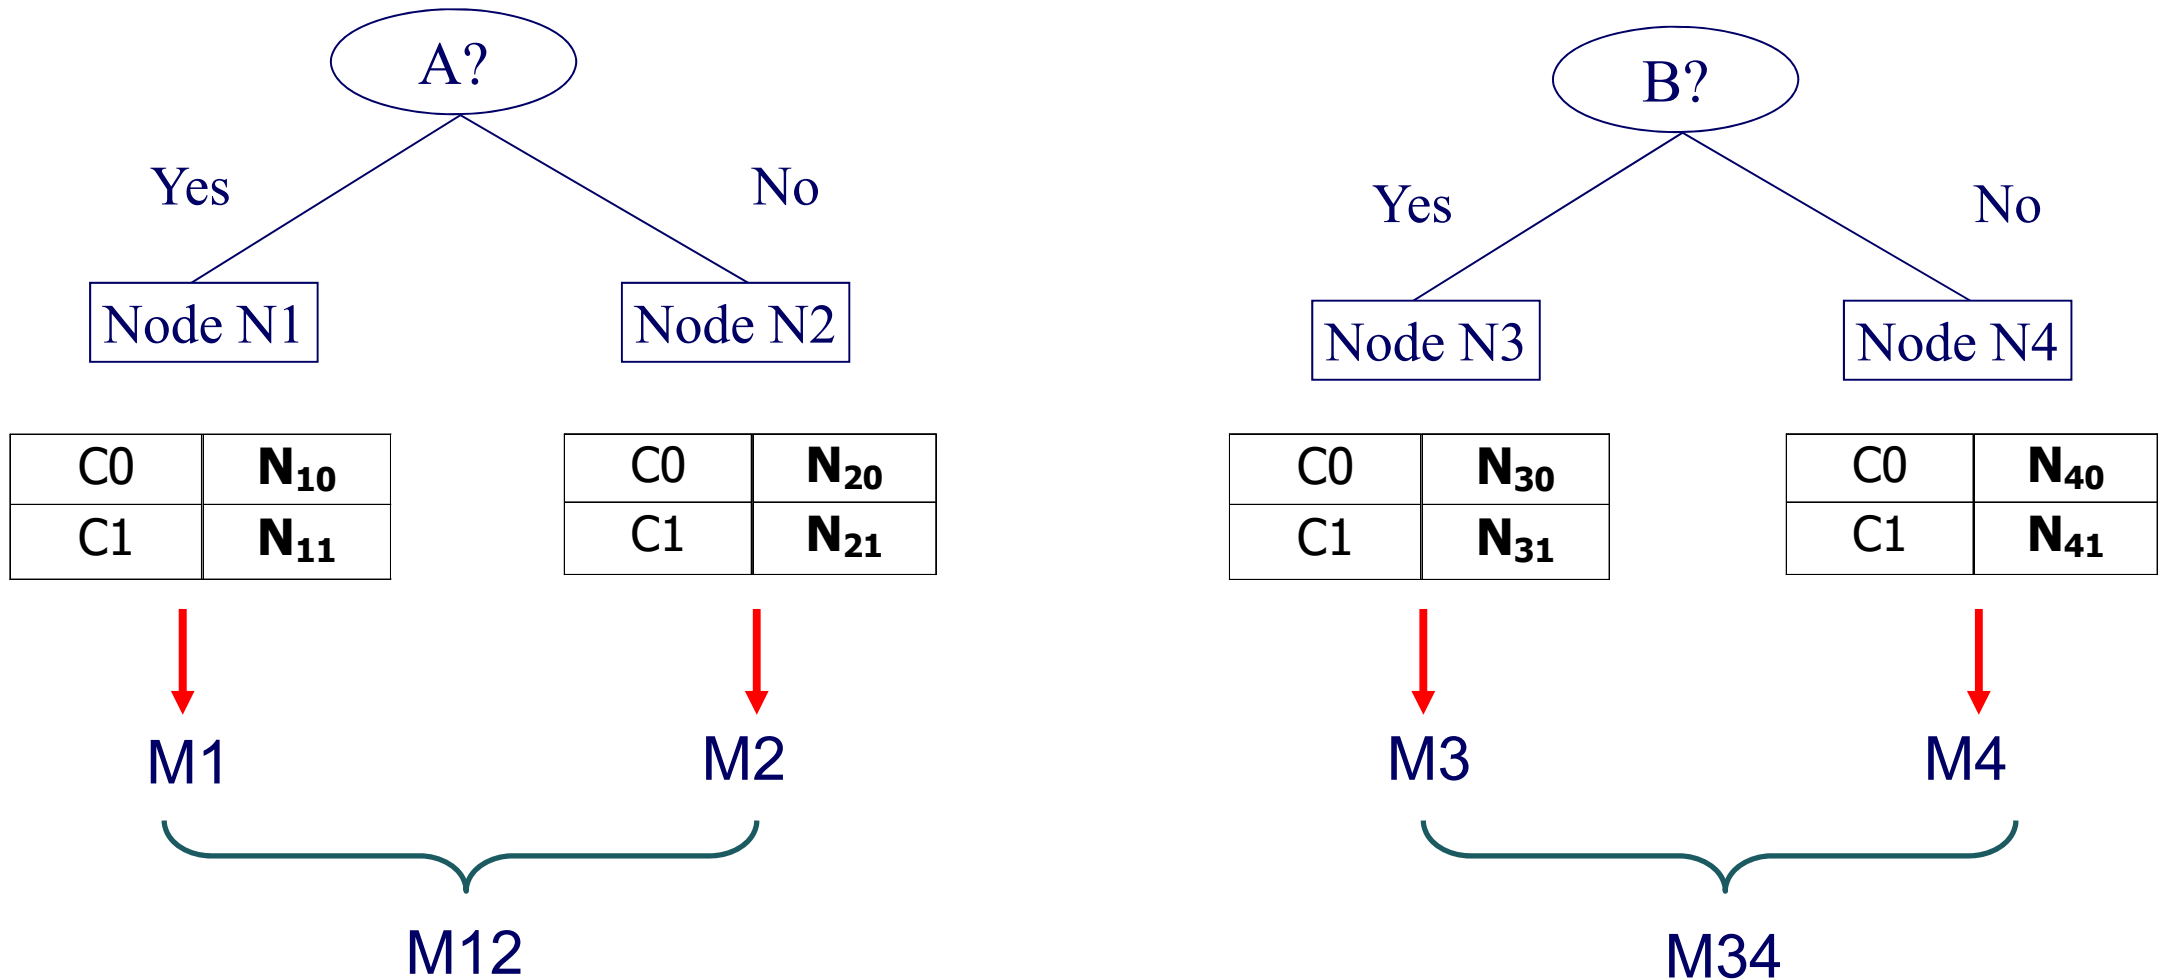 A?
B?
Yes
No
Yes
No
Node N1
Node N2
Node N3
Node N4
C0 N10
C1 N11
C0 N20
C1 N21
C0 N30
C1 N31
C0 N40
C1 N41
M1
M2
M3
M4
M12
M34